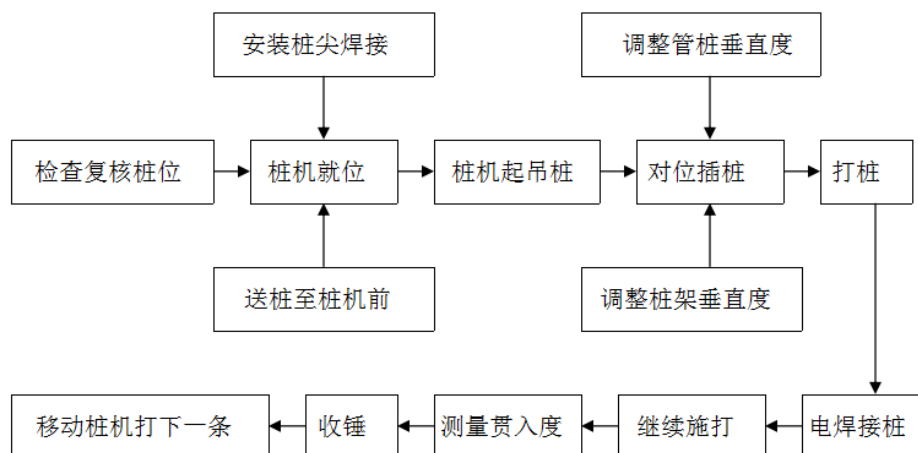 安装桩尖焊接
调整管桩垂直度
检查复核桩位
桩机就位
桩机起吊桩
对位插桩
打桩
送桩至桩机前
调整桩架垂直度
移动桩机打下一条
收锤
测量贯入度
继续施打
电焊接桩